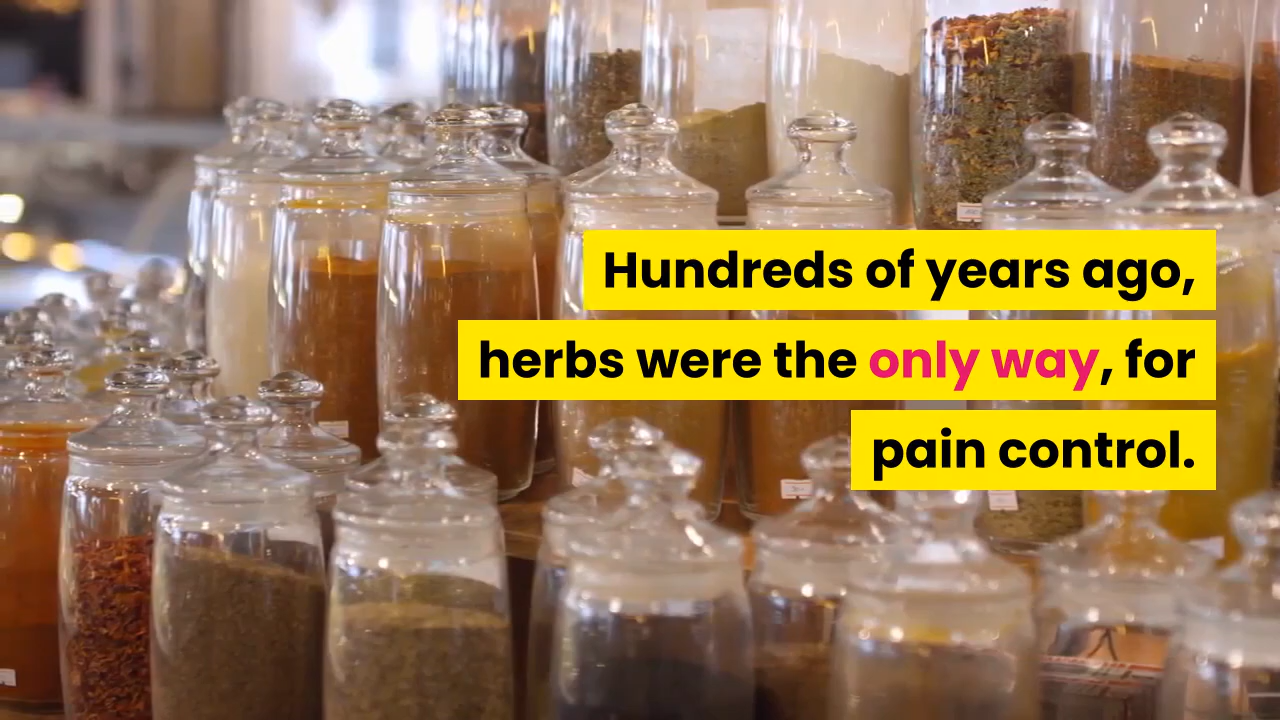 Hundreds of years ago,
herbs were the only way, for
pain control.